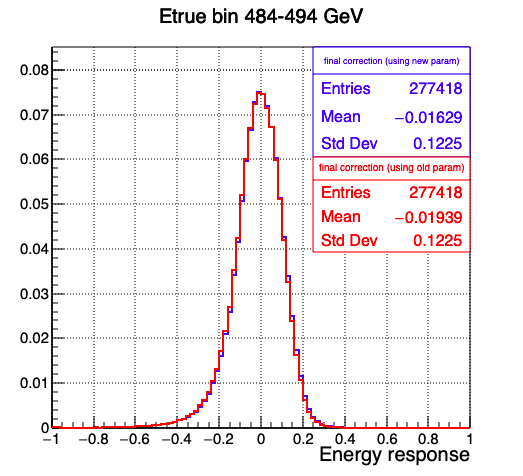 Etrue bin 484-494 GeV
final correction (using new param)
Entries 277418
Mean −0.01629
Std Dev 0.1225
final correction (using old param)
Entries 277418
Mean −0.01939
Std Dev 0.1225
0.08
0.07
0.06
0.05
0.04
0.03
0.02
0.01
0
−1 −0.8 −0.6 −0.4 −0.2 0 0.2 0.4 0.6 0.8 1
Energy response